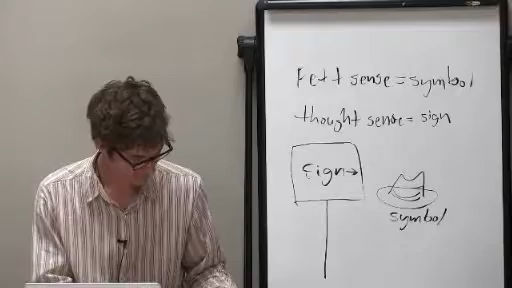 Felt sense = symbol
thought sense = sign
Sign→
symbol